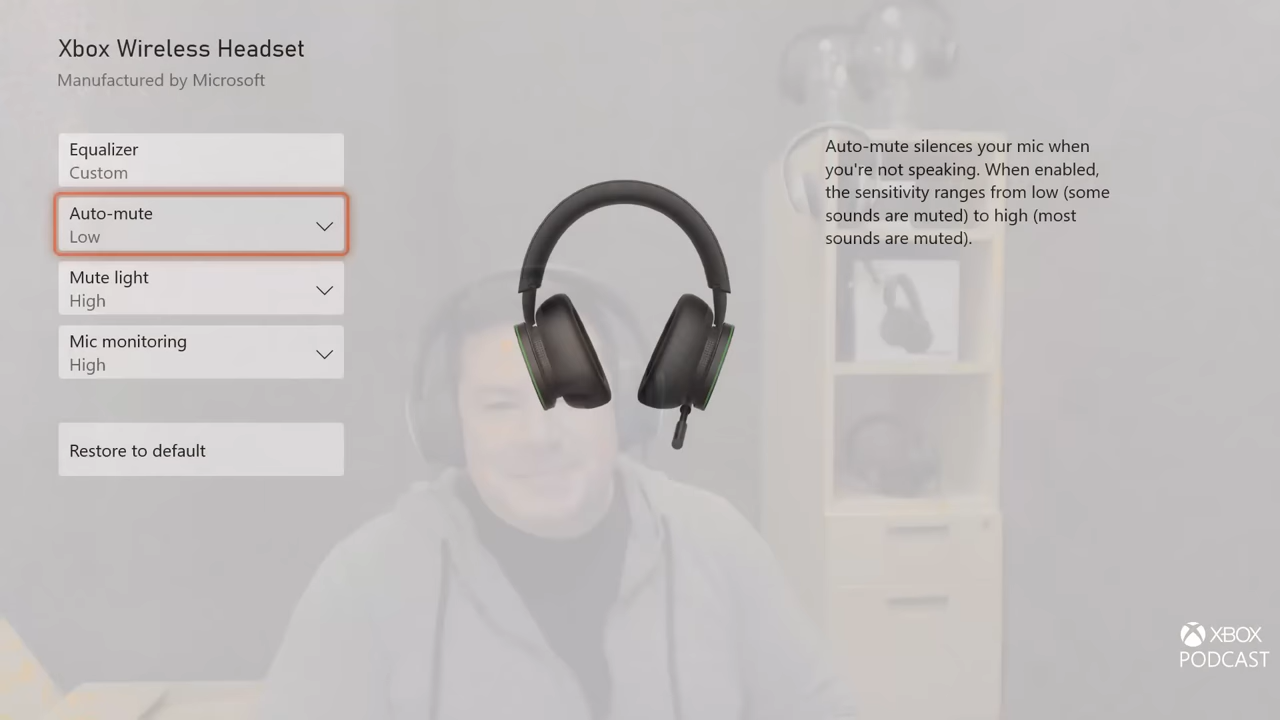 Xbox Wireless Headset
Manufactured by Microsoft
Equalizer
Custom
Auto-mute
Low
Mute light
High
Mic monitoring
High
Restore to default
Auto-mute silences your mic when
you're not speaking. When enabled,
the sensitivity ranges from low (some
sounds are muted) to high (most
sounds are muted).
XBOX
PODCAST